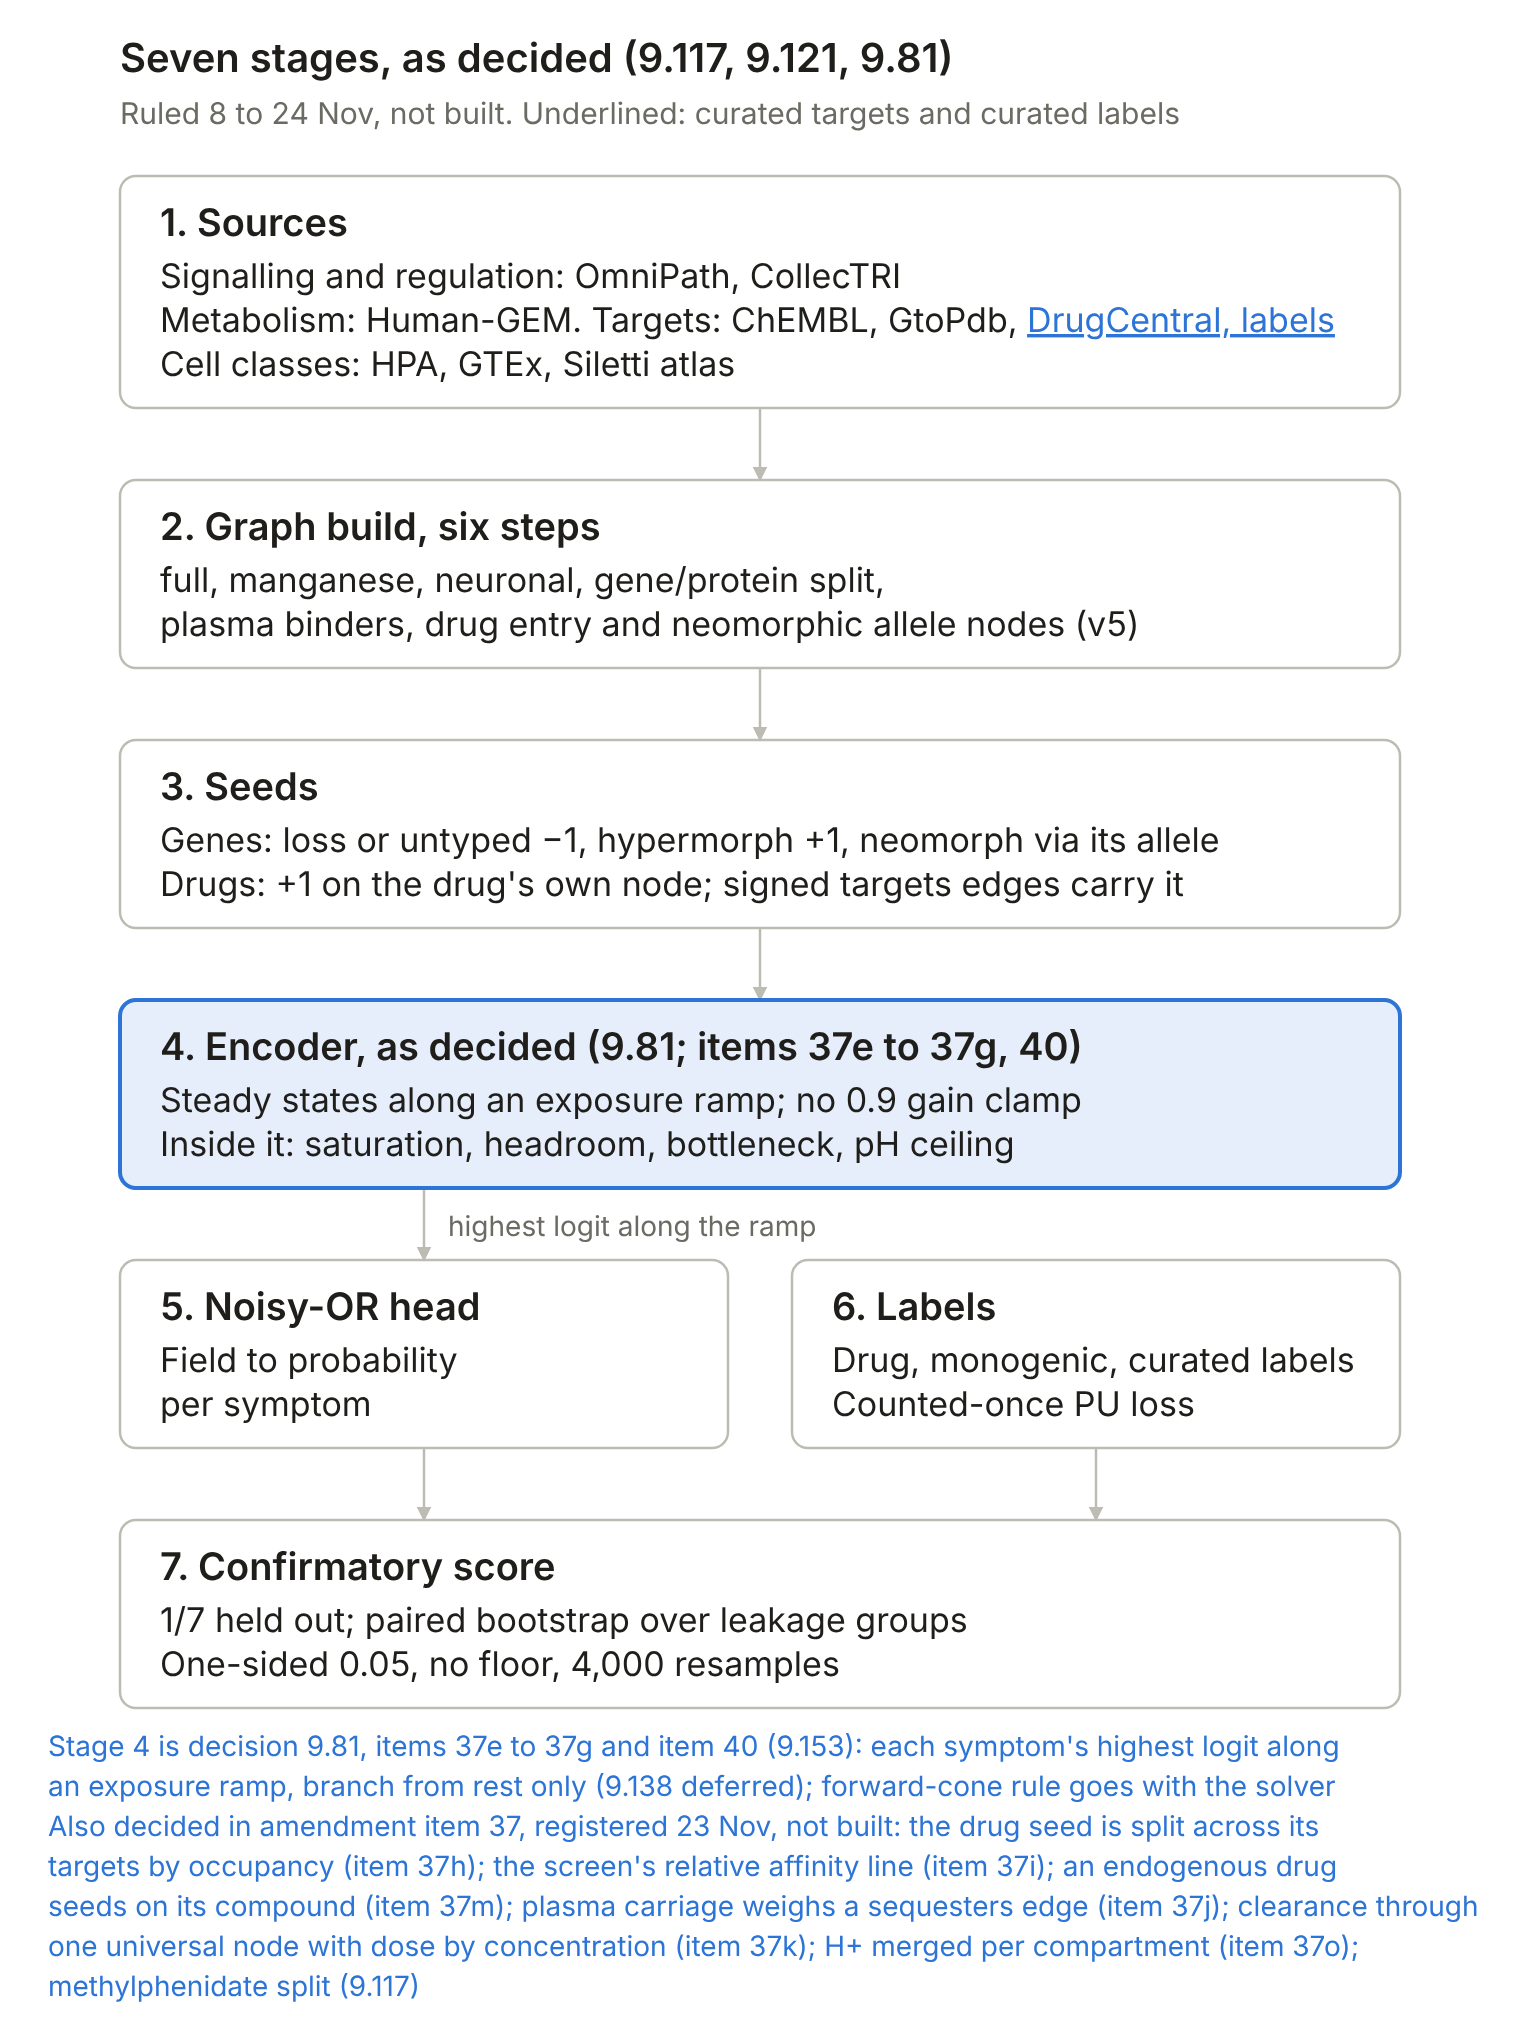 Seven stages, as decided (9.117, 9.121, 9.81)
Ruled 8 to 24 Nov, not built. Underlined: curated targets and curated labels
1. Sources
Signalling and regulation: OmniPath, CollecTRI
Metabolism: Human-GEM. Targets: ChEMBL, GtoPdb, DrugCentral, labels
Cell classes: HPA, GTEx, Siletti atlas
2. Graph build, six steps
full, manganese, neuronal, gene/protein split,
plasma binders, drug entry and neomorphic allele nodes (v5)
3. Seeds
Genes: loss or untyped −1, hypermorph +1, neomorph via its allele
Drugs: +1 on the drug's own node; signed targets edges carry it
4. Encoder, as decided (9.81; items 37e to 37g, 40)
Steady states along an exposure ramp; no 0.9 gain clamp
Inside it: saturation, headroom, bottleneck, pH ceiling
highest logit along the ramp
5. Noisy-OR head
Field to probability
per symptom
6. Labels
Drug, monogenic, curated labels
Counted-once PU loss
7. Confirmatory score
1/7 held out; paired bootstrap over leakage groups
One-sided 0.05, no floor, 4,000 resamples
Stage 4 is decision 9.81, items 37e to 37g and item 40 (9.153): each symptom's highest logit along
an exposure ramp, branch from rest only (9.138 deferred); forward-cone rule goes with the solver
Also decided in amendment item 37, registered 23 Nov, not built: the drug seed is split across its
targets by occupancy (item 37h); the screen's relative affinity line (item 37i); an endogenous drug
seeds on its compound (item 37m); plasma carriage weighs a sequesters edge (item 37j); clearance through
one universal node with dose by concentration (item 37k); H+ merged per compartment (item 37o);
methylphenidate split (9.117)